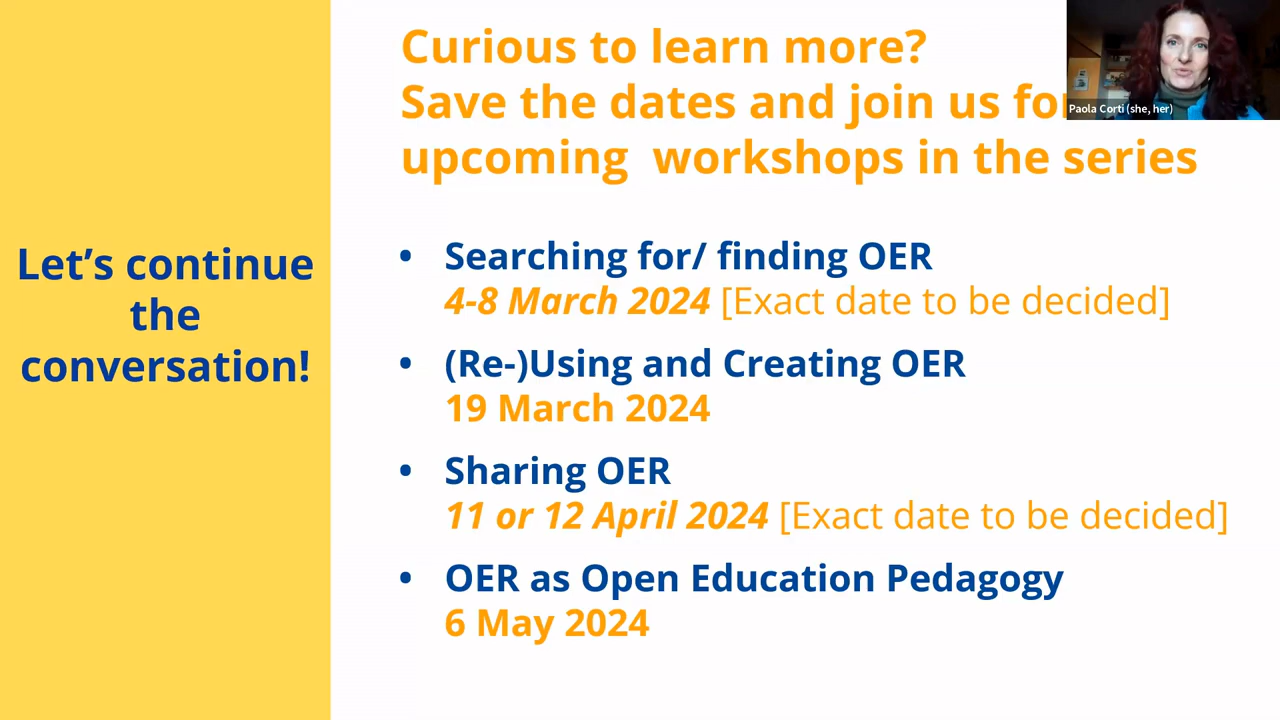 Let’s continue
the
conversation!
Curious to learn more?
Save the dates and join us for
upcoming  workshops in the series
Paola Corti (she, her)
• Searching for/ finding OER
4-8 March 2024 [Exact date to be decided]
• (Re-)Using and Creating OER
19 March 2024
• Sharing OER
11 or 12 April 2024 [Exact date to be decided]
• OER as Open Education Pedagogy
6 May 2024